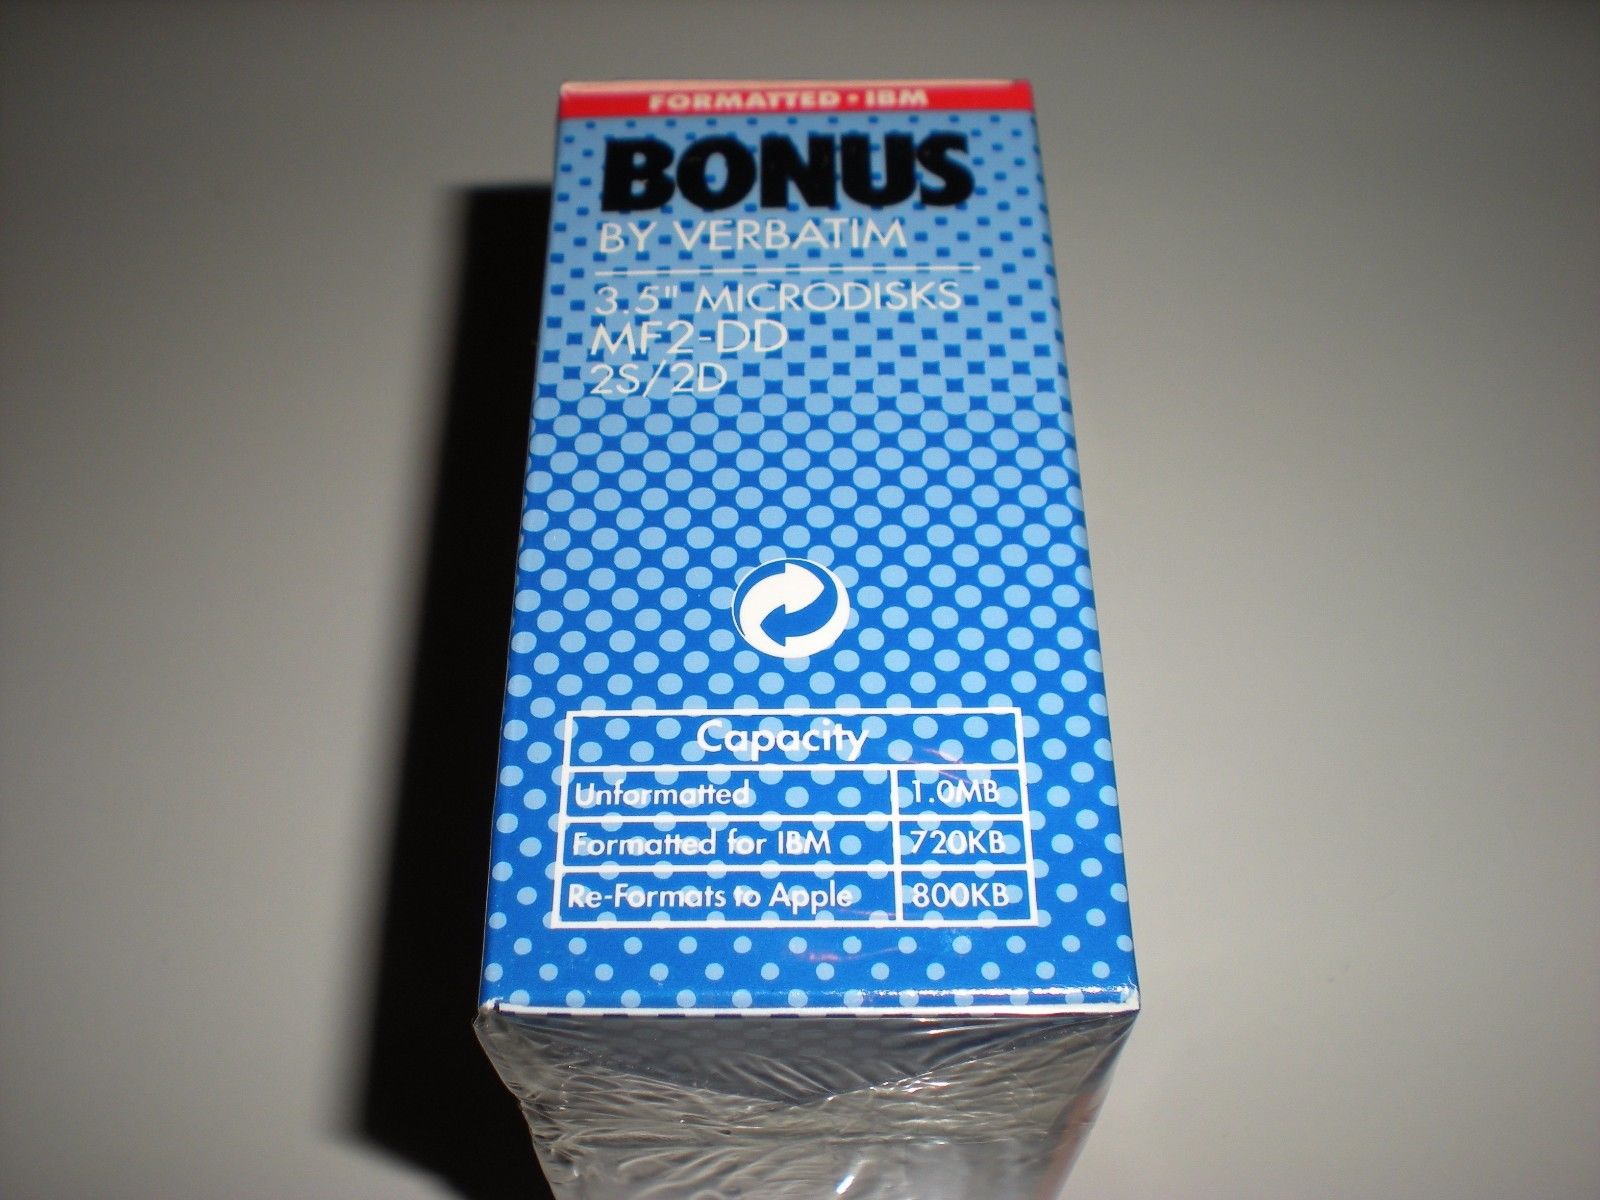 FORMATTED • IBM
BONUS
BY VERBATIM
3.5" MICRODISKS
MF2-DD
2S/2D
Capacity
Unformatted 1.0MB
Formatted for IBM 720KB
Re-Formats to Apple 800KB